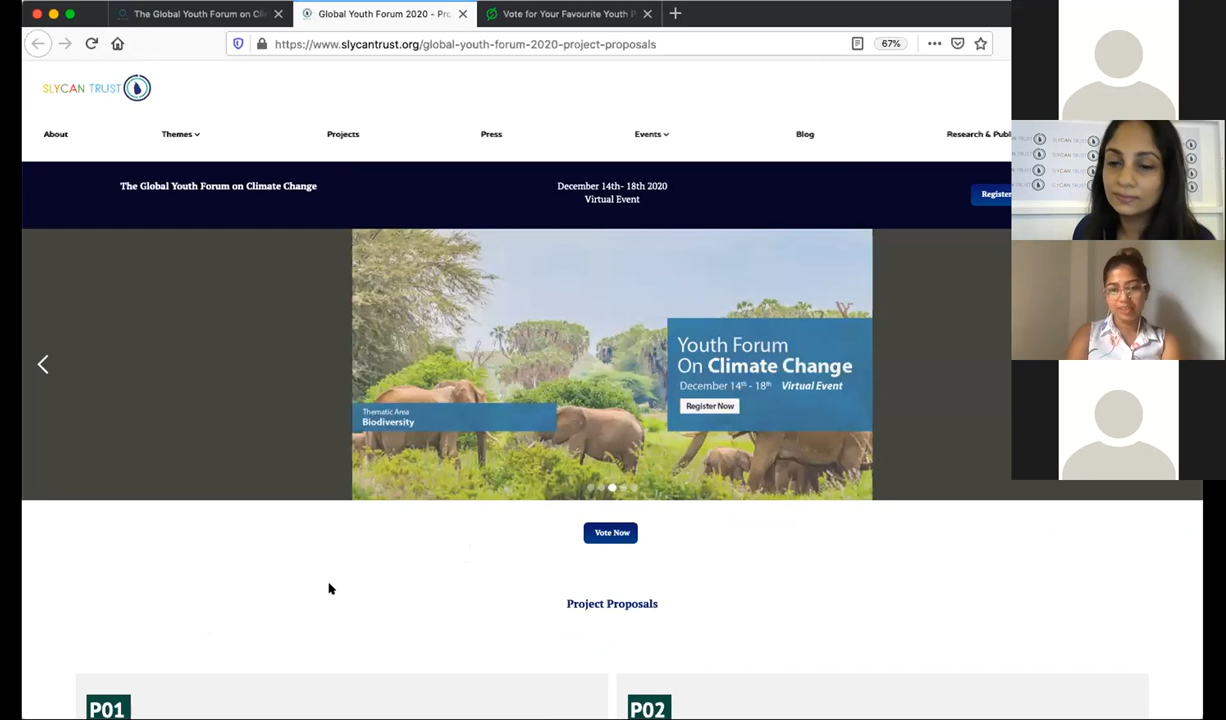 The Global Youth Forum on Cli
Global Youth Forum 2020 - Pro
Vote for Your Favourite Youth P
https://www.slycantrust.org/global-youth-forum-2020-project-proposals
67%
SLYCAN TRUST
About
Themes
Projects
Press
Events
Blog
Research & Publ
The Global Youth Forum on Climate Change
December 14th- 18th 2020
Virtual Event
Register
Youth Forum
On Climate Change
December 14th - 18th Virtual Event
Register Now
Thematic Area
Biodiversity
Vote Now
Project Proposals
P01
P02
SLYCAN TRUST